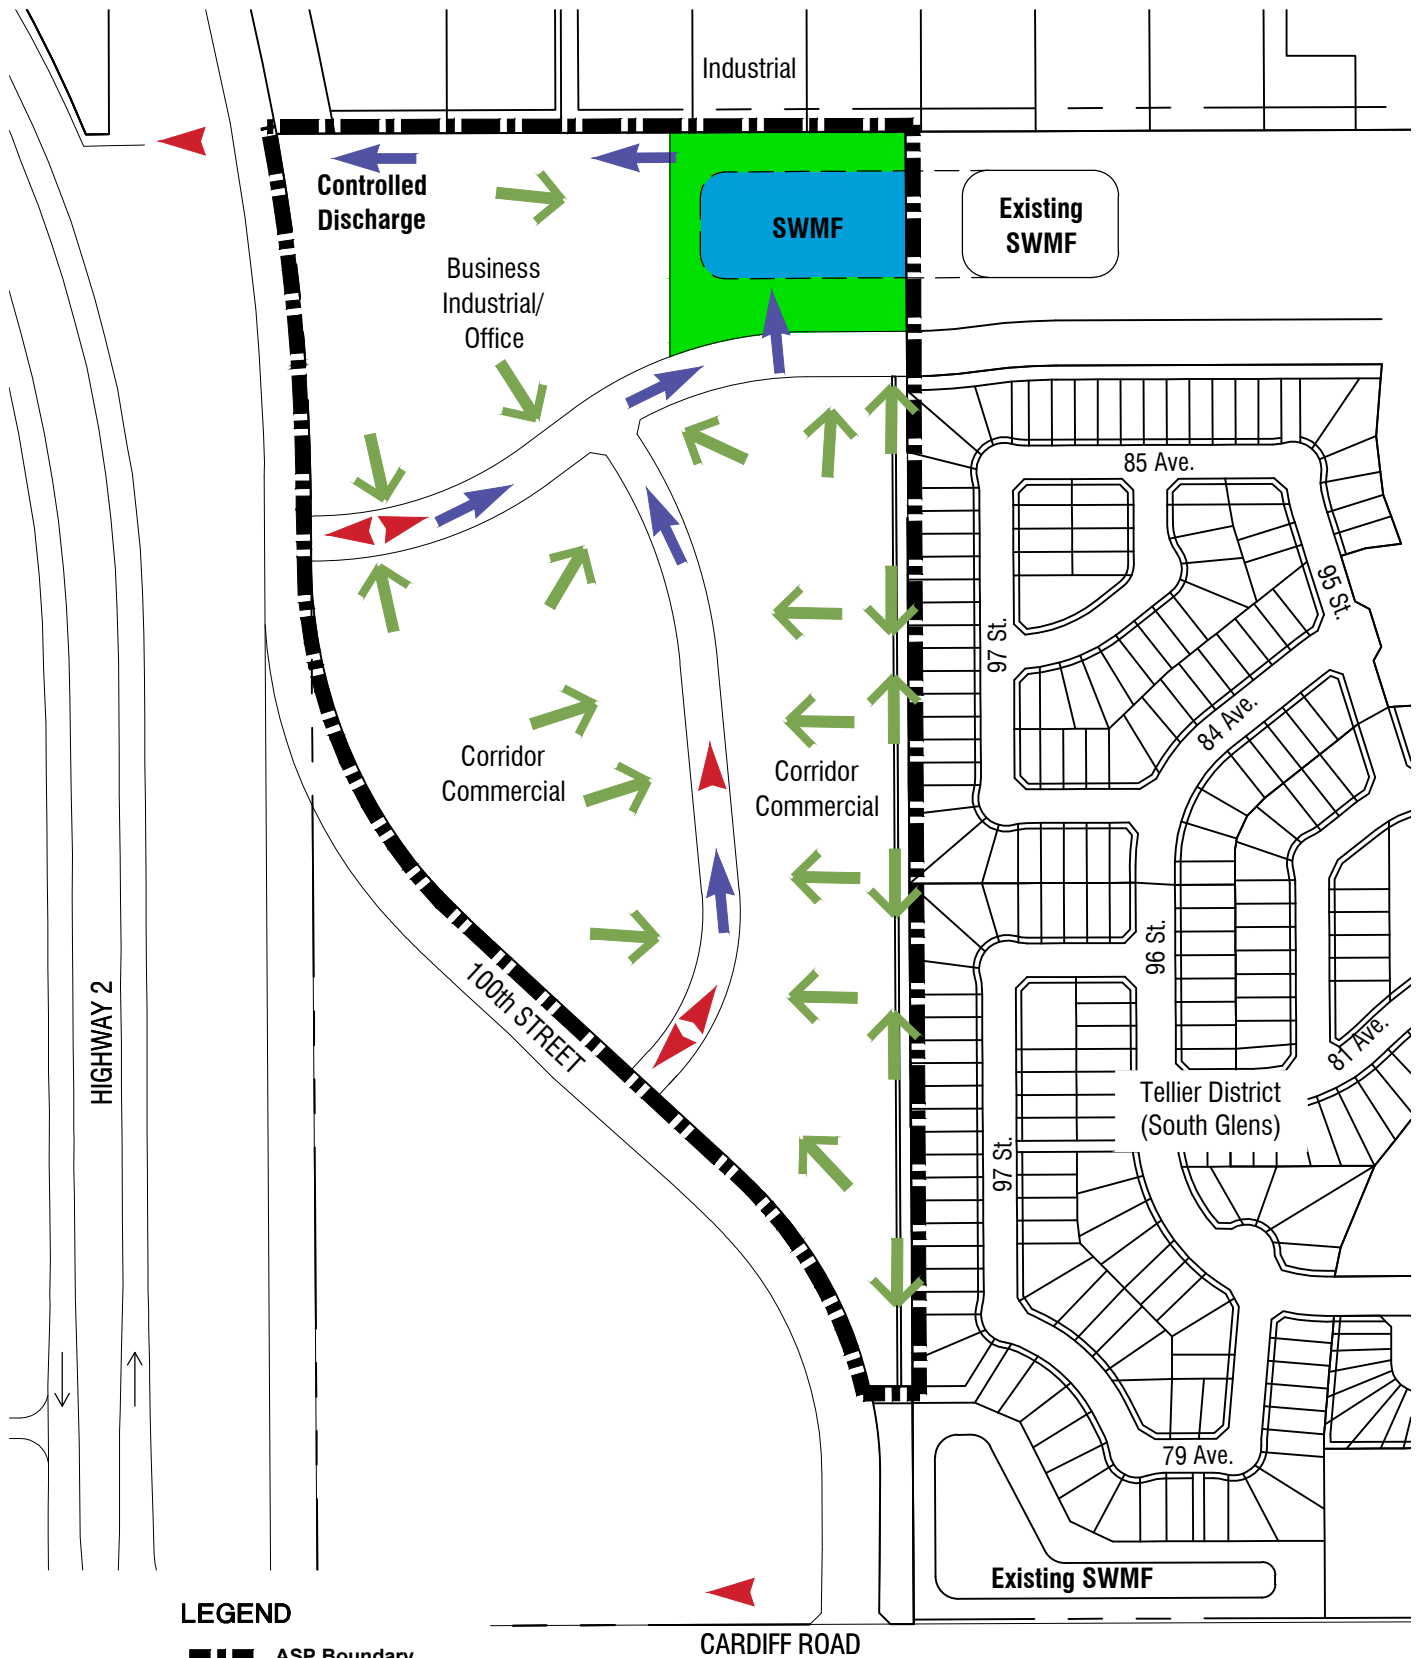 Industrial
Controlled
Discharge
SWMF
Existing
SWMF
Business
Industrial/
Office
85 Ave.
95 St.
97 St.
84 Ave.
Corridor
Commercial
Corridor
Commercial
96 St.
100th STREET
HIGHWAY 2
81 Ave.
Tellier District
(South Glens)
97 St.
79 Ave.
Existing SWMF
LEGEND
CARDIFF ROAD
ASP Boundary